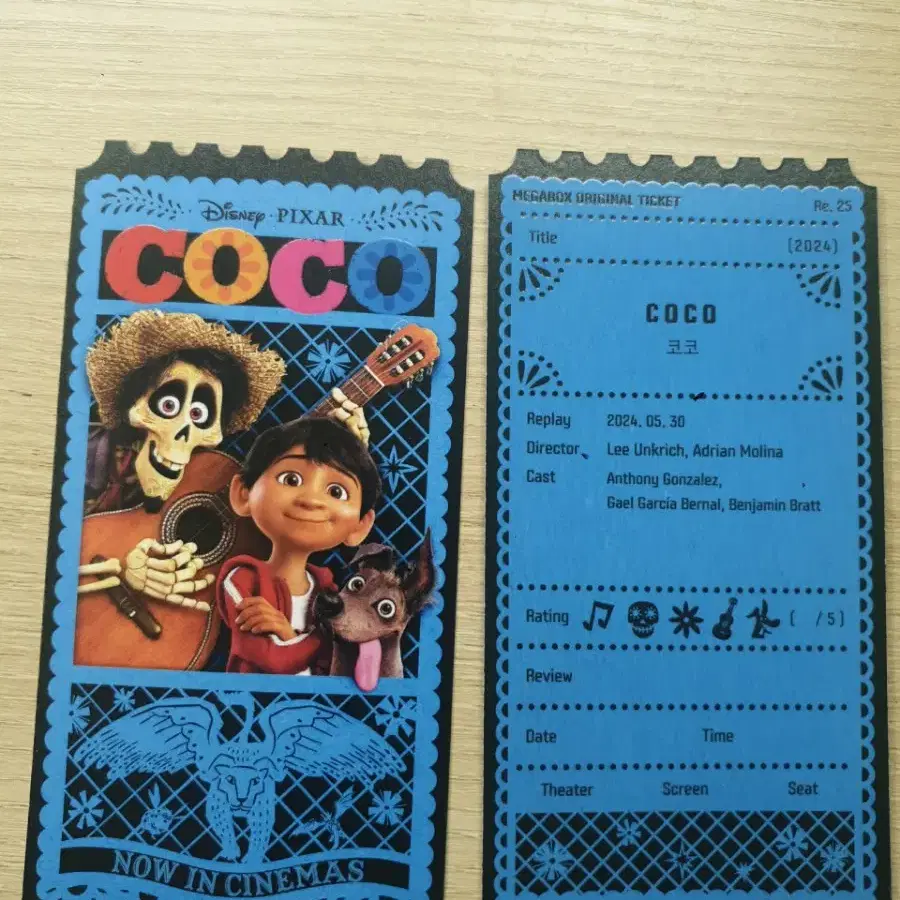 Disney · PIXAR
COCO
NOW IN CINEMAS
MEGABOX ORIGINAL TICKET
Re. 25
Title
(2024)
COCO
코코
Replay 2024. 05. 30
Director Lee Unkrich, Adrian Molina
Cast Anthony Gonzalez,
Gael García Bernal, Benjamin Bratt
Rating ( / 5 )
Review
Date Time
Theater Screen Seat